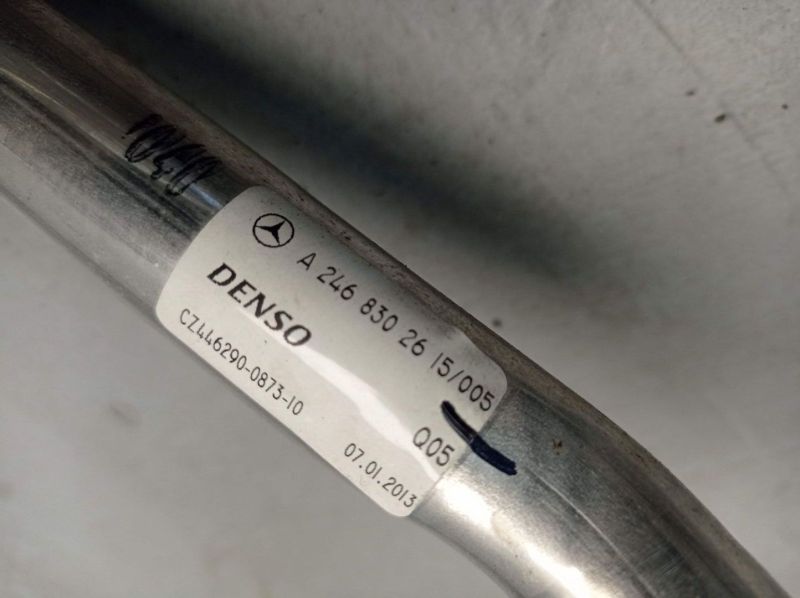 A 246 830 26 15/005
DENSO
CZ446290-0873-10
Q05
07.01.2013